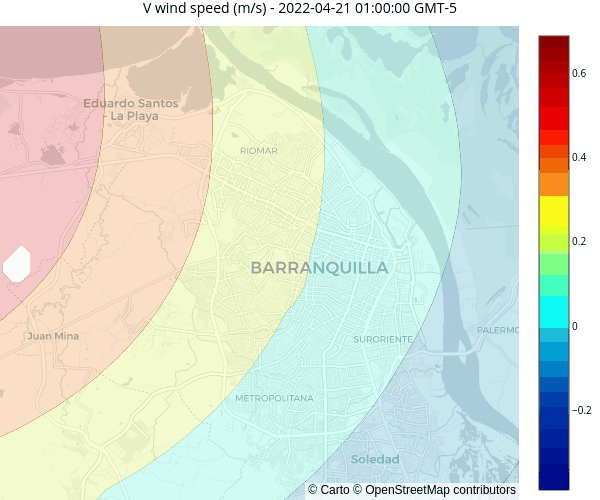 V wind speed (m/s) - 2022-04-21 01:00:00 GMT-5
Eduardo Santos
- La Playa
RIOMAR
BARRANQUILLA
Juan Mina
SURORIENTE
PALERMO
METROPOLITANA
Soledad
© Carto © OpenStreetMap contributors
0.6
0.4
0.2
0
−0.2